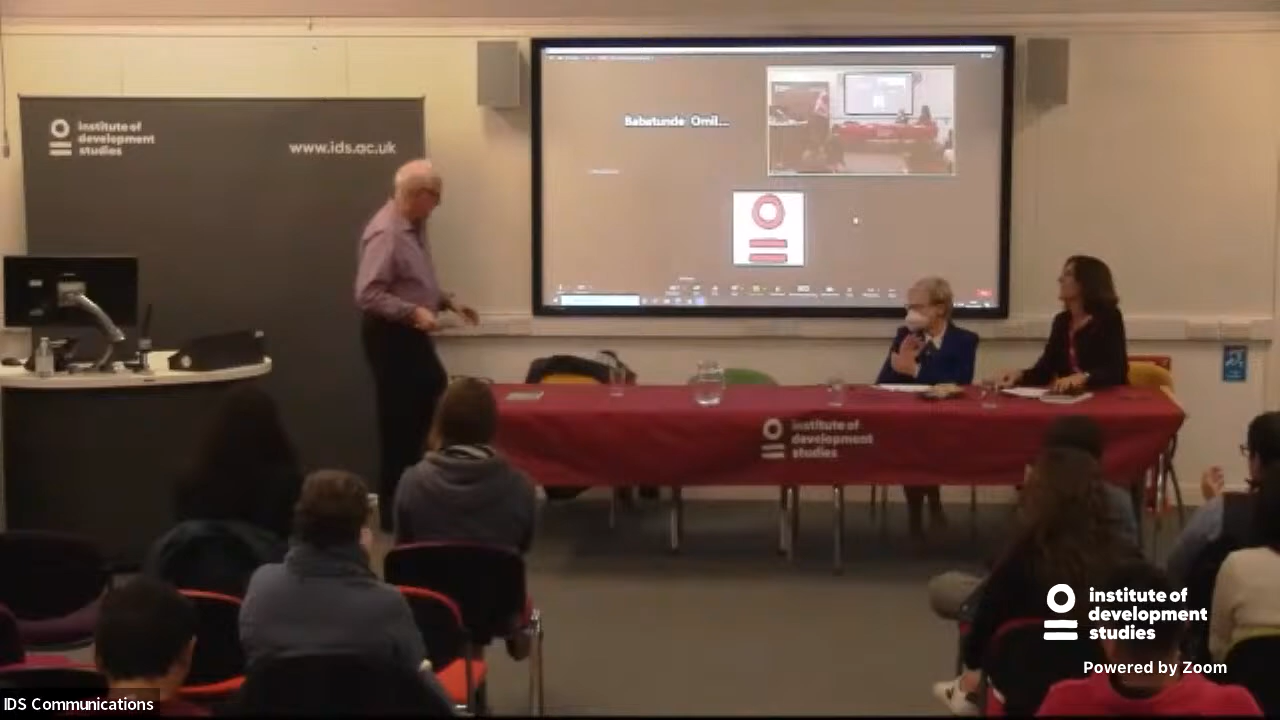 institute of
development
studies
www.ids.ac.uk
Babatunde Omil...
institute of
development
studies
institute of
development
studies
Powered by Zoom
IDS Communications